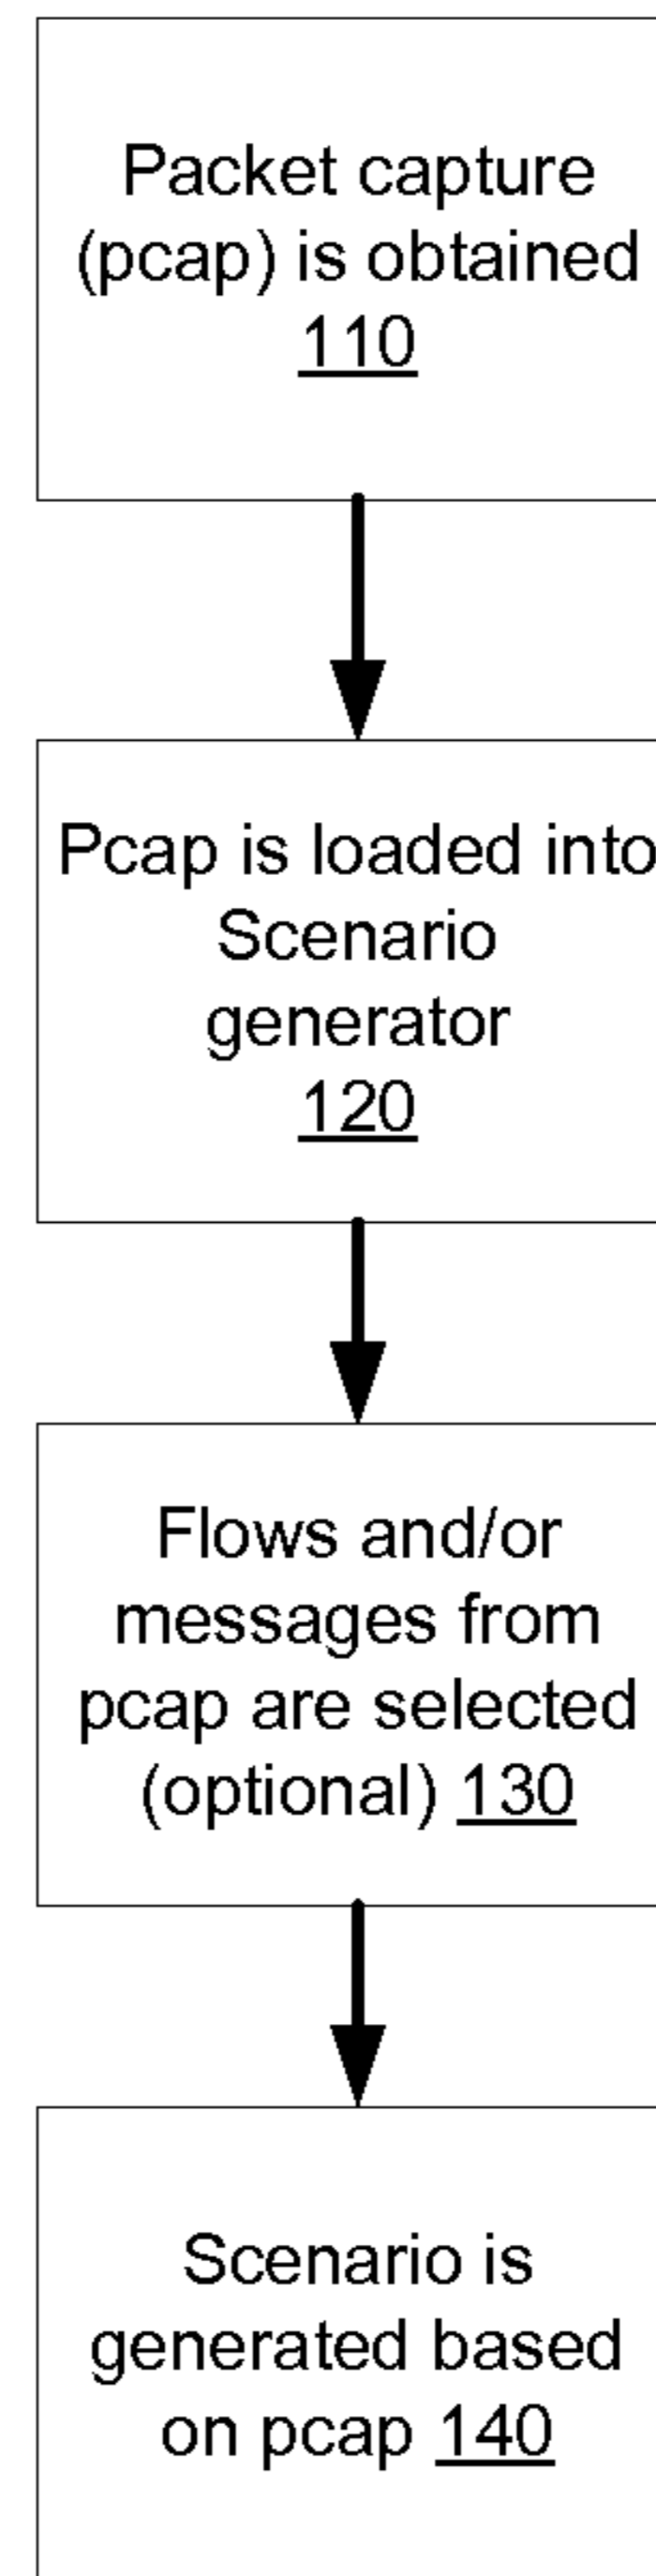 Packet capture
(pcap) is obtained
110
Pcap is loaded into
Scenario
generator
120
Flows and/or
messages from
pcap are selected
(optional) 130
Scenario is
generated based
on pcap 140